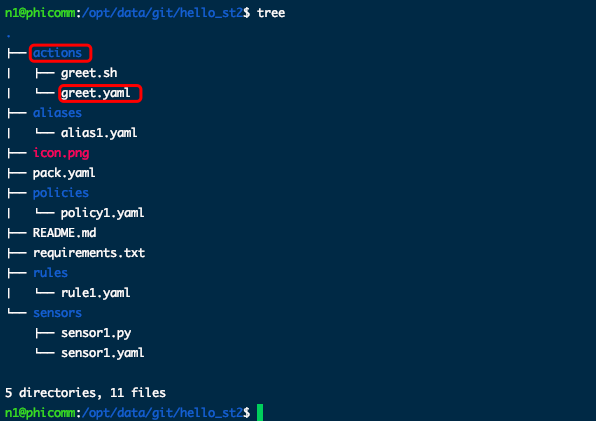 n1@phicomm:/opt/data/git/hello_st2$ tree
.
├── actions
│   ├── greet.sh
│   └── greet.yaml
├── aliases
│   └── alias1.yaml
├── icon.png
├── pack.yaml
├── policies
│   └── policy1.yaml
├── README.md
├── requirements.txt
├── rules
│   └── rule1.yaml
└── sensors
    ├── sensor1.py
    └── sensor1.yaml
5 directories, 11 files
n1@phicomm:/opt/data/git/hello_st2$